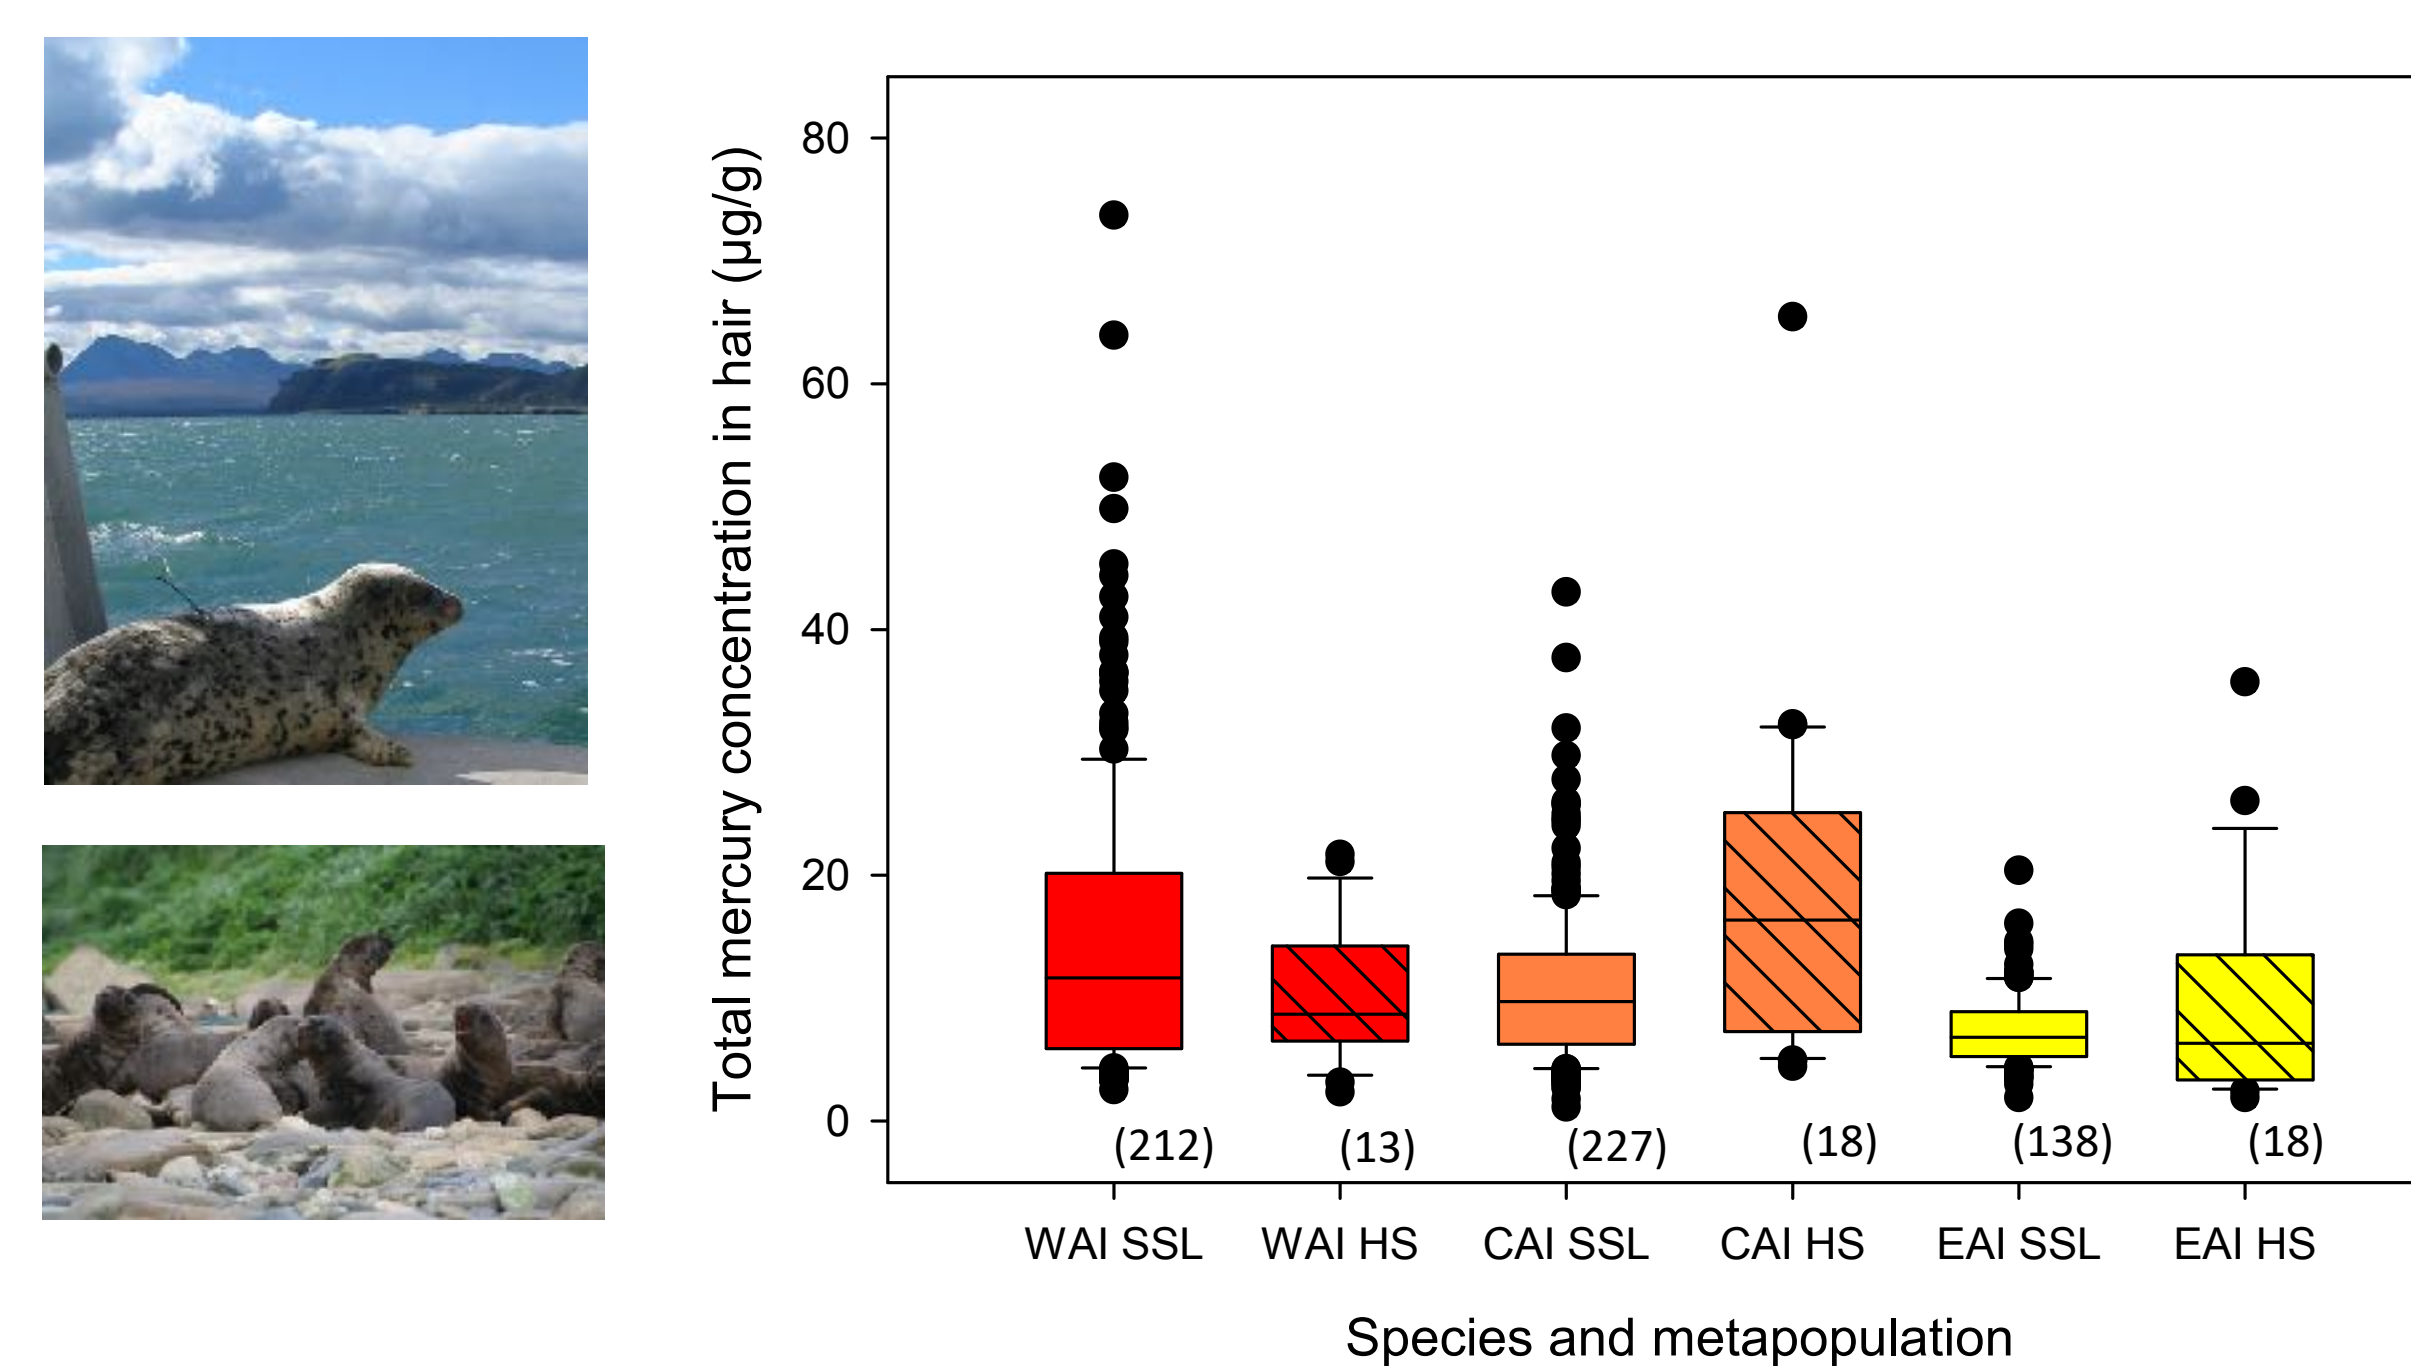 Total mercury concentration in hair (µg/g)
80
60
40
20
0
(212) (13) (227) (18) (138) (18)
WAI SSL WAI HS CAI SSL CAI HS EAI SSL EAI HS
Species and metapopulation